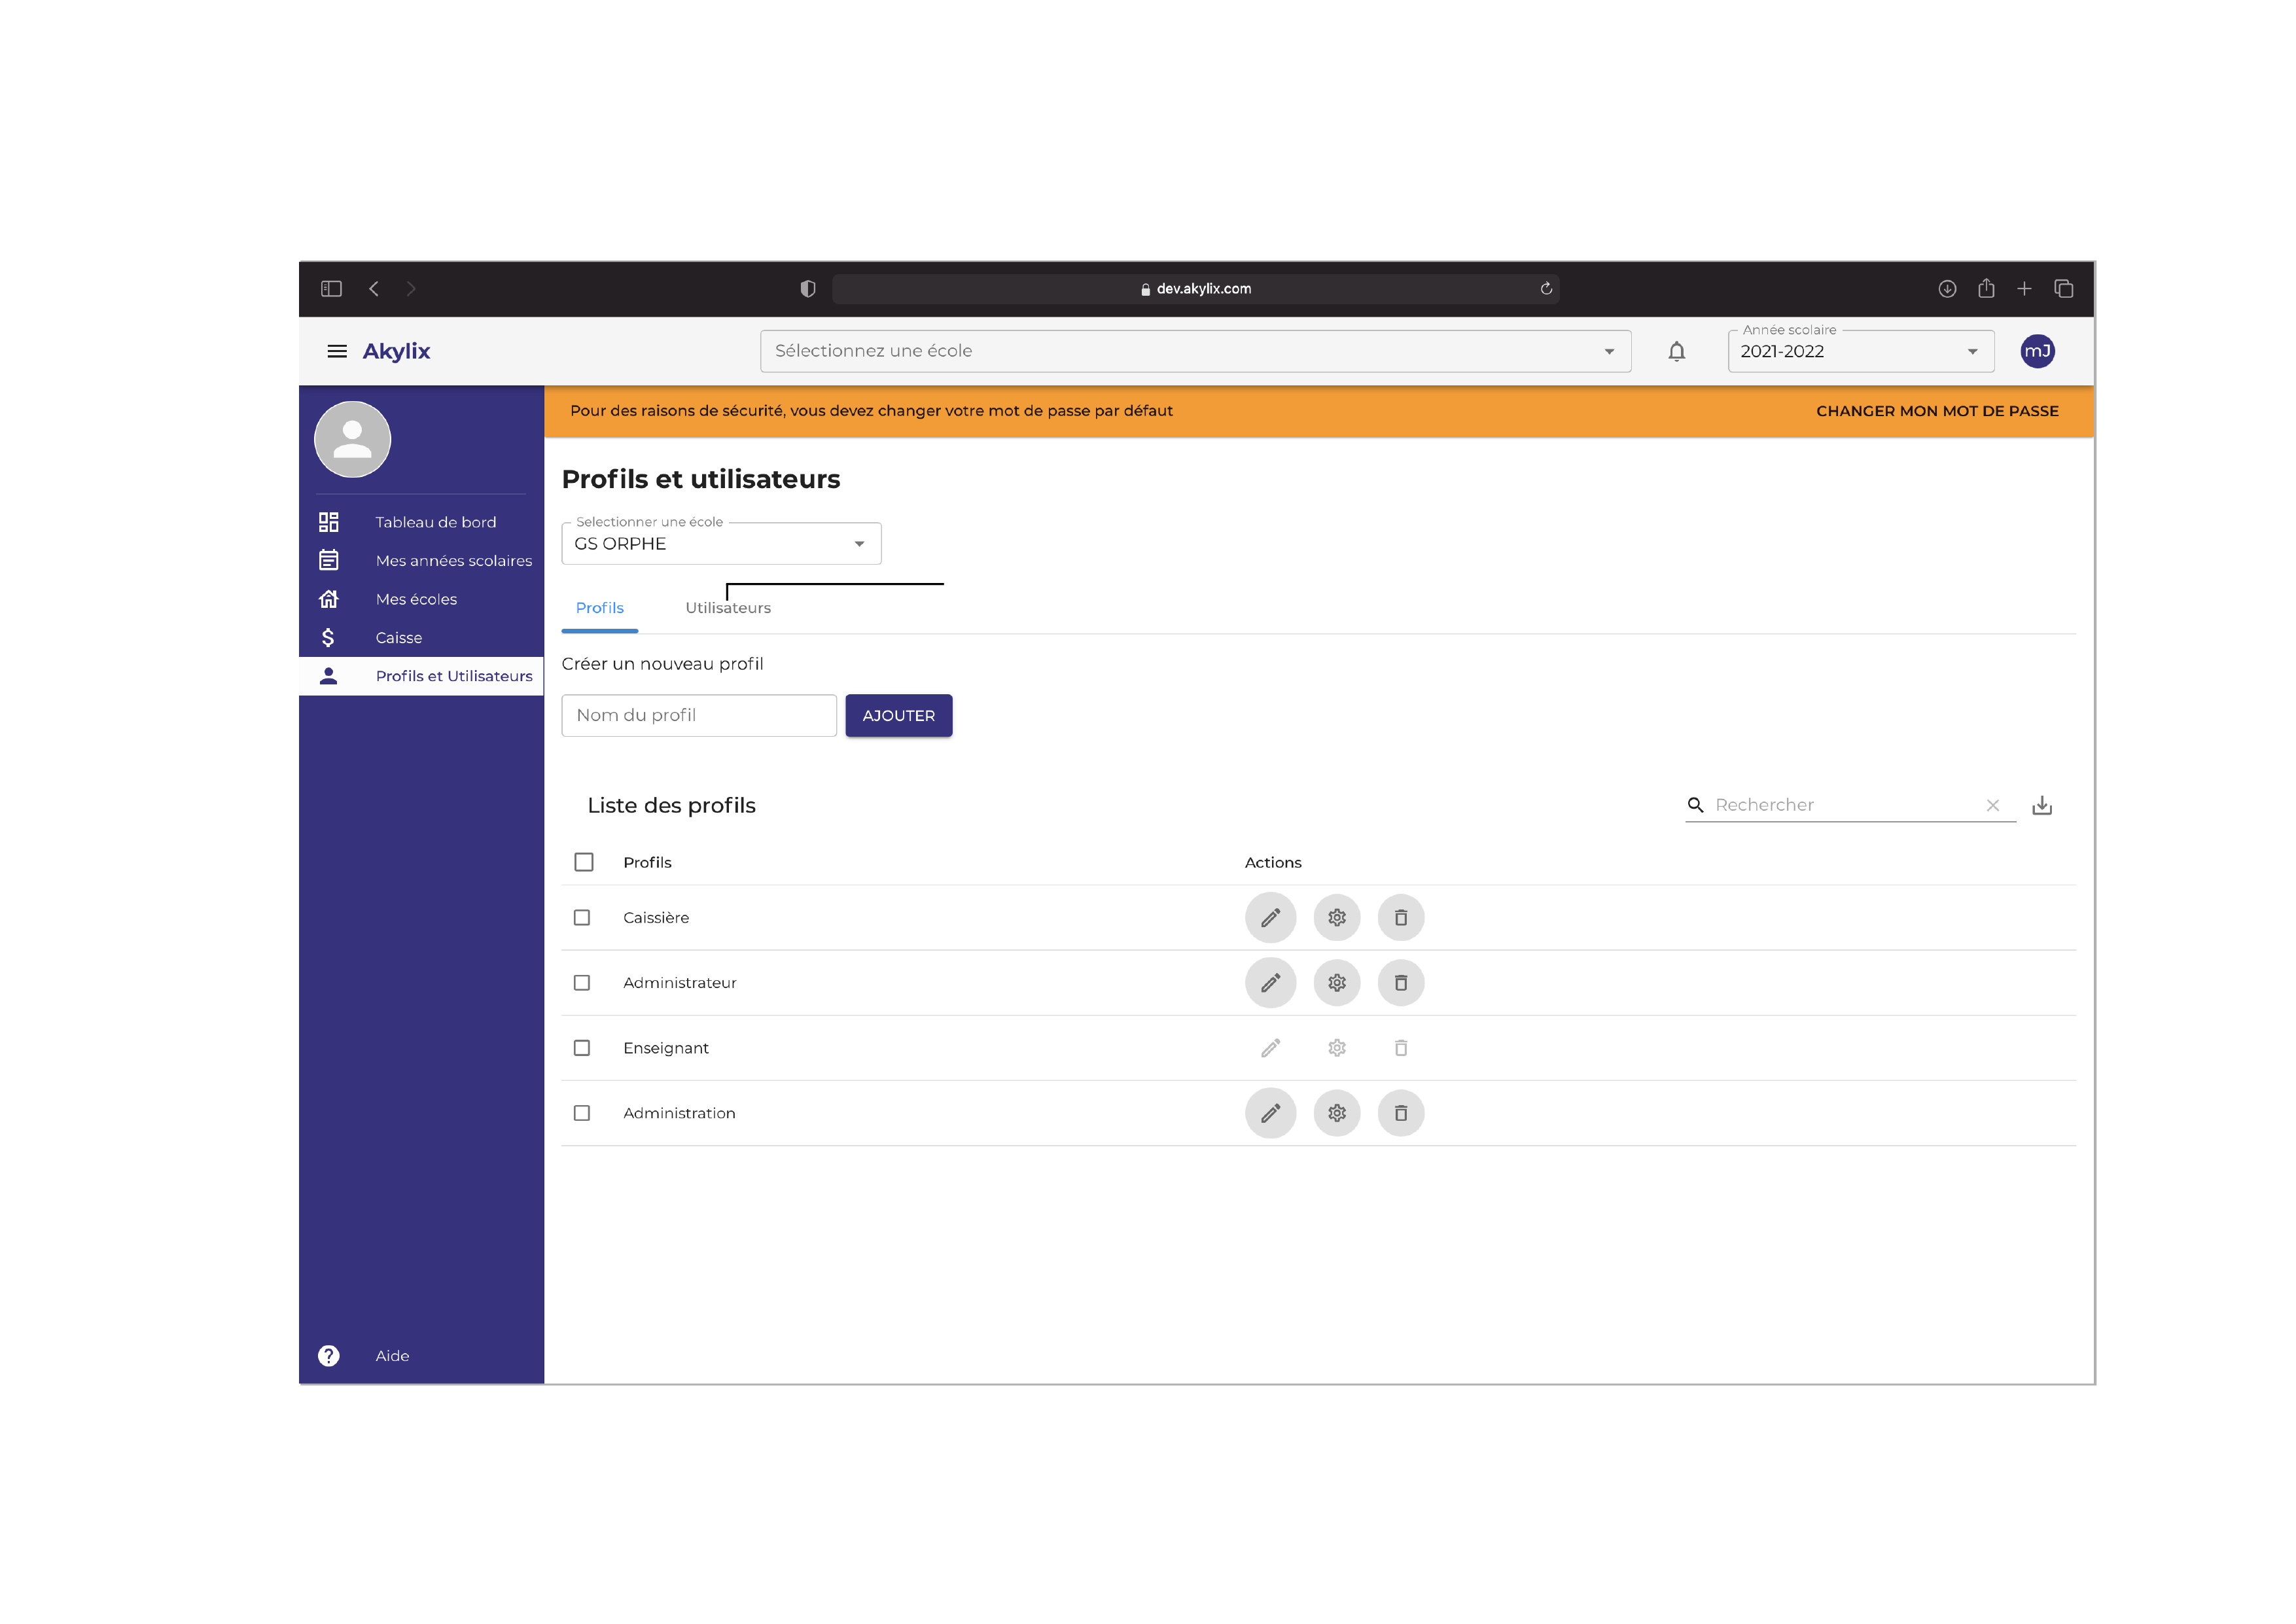 dev.akylix.com
Akylix
Sélectionnez une école
Année scolaire
2021-2022
mJ
Pour des raisons de sécurité, vous devez changer votre mot de passe par défaut
CHANGER MON MOT DE PASSE
Tableau de bord
Mes années scolaires
Mes écoles
Caisse
Profils et Utilisateurs
Aide
Profils et utilisateurs
Selectionner une école
GS ORPHE
Profils
Utilisateurs
Créer un nouveau profil
Nom du profil
AJOUTER
Liste des profils
Rechercher
Profils
Actions
Caissière
Administrateur
Enseignant
Administration